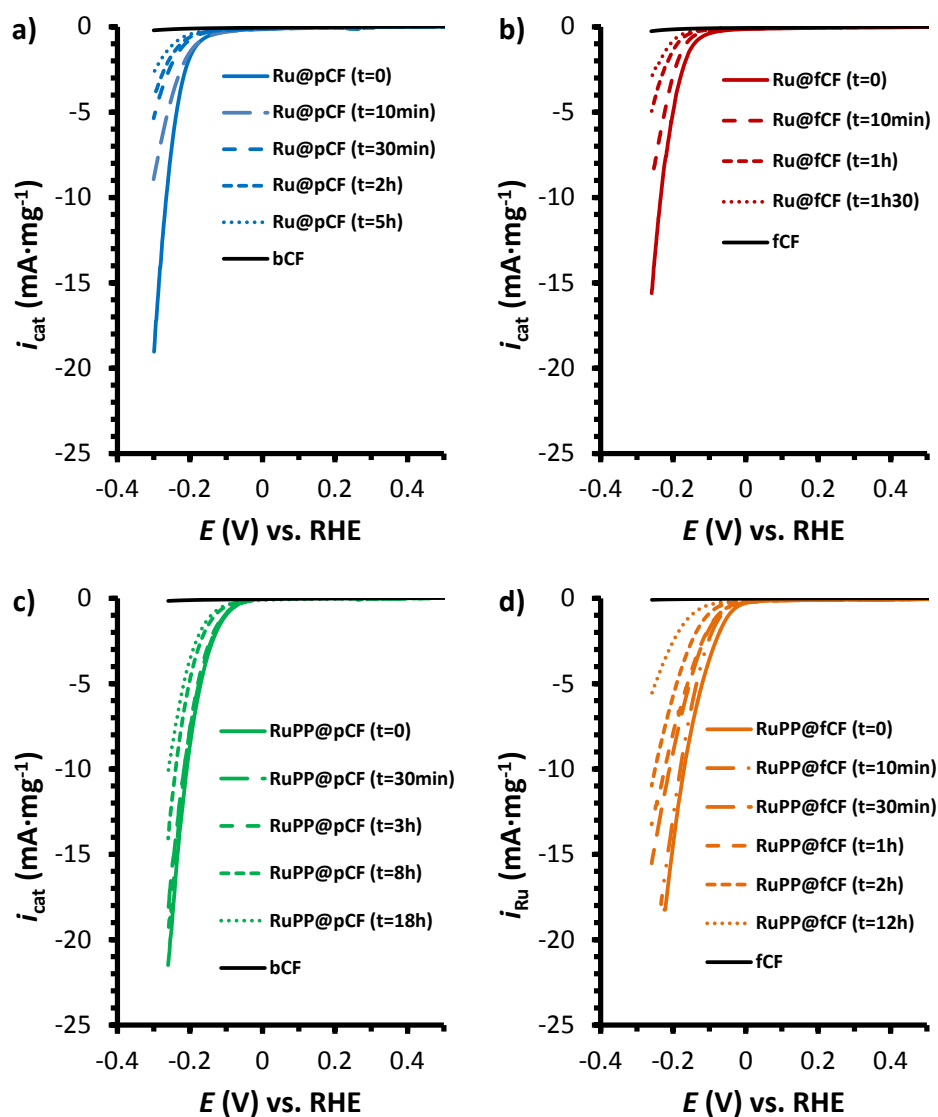 a)
0
-5
-10
-15
-20
-25
i_cat (mA·mg⁻¹)
Ru@pCF (t=0)
Ru@pCF (t=10min)
Ru@pCF (t=30min)
Ru@pCF (t=2h)
Ru@pCF (t=5h)
bCF
-0.4 -0.2 0 0.2 0.4
E (V) vs. RHE
b)
0
-5
-10
-15
-20
-25
i_cat (mA·mg⁻¹)
Ru@fCF (t=0)
Ru@fCF (t=10min)
Ru@fCF (t=1h)
Ru@fCF (t=1h30)
fCF
-0.4 -0.2 0 0.2 0.4
E (V) vs. RHE
c)
0
-5
-10
-15
-20
-25
i_cat (mA·mg⁻¹)
RuPP@pCF (t=0)
RuPP@pCF (t=30min)
RuPP@pCF (t=3h)
RuPP@pCF (t=8h)
RuPP@pCF (t=18h)
bCF
-0.4 -0.2 0 0.2 0.4
E (V) vs. RHE
d)
0
-5
-10
-15
-20
-25
i_Ru (mA·mg⁻¹)
RuPP@fCF (t=0)
RuPP@fCF (t=10min)
RuPP@fCF (t=30min)
RuPP@fCF (t=1h)
RuPP@fCF (t=2h)
RuPP@fCF (t=12h)
fCF
-0.4 -0.2 0 0.2 0.4
E (V) vs. RHE